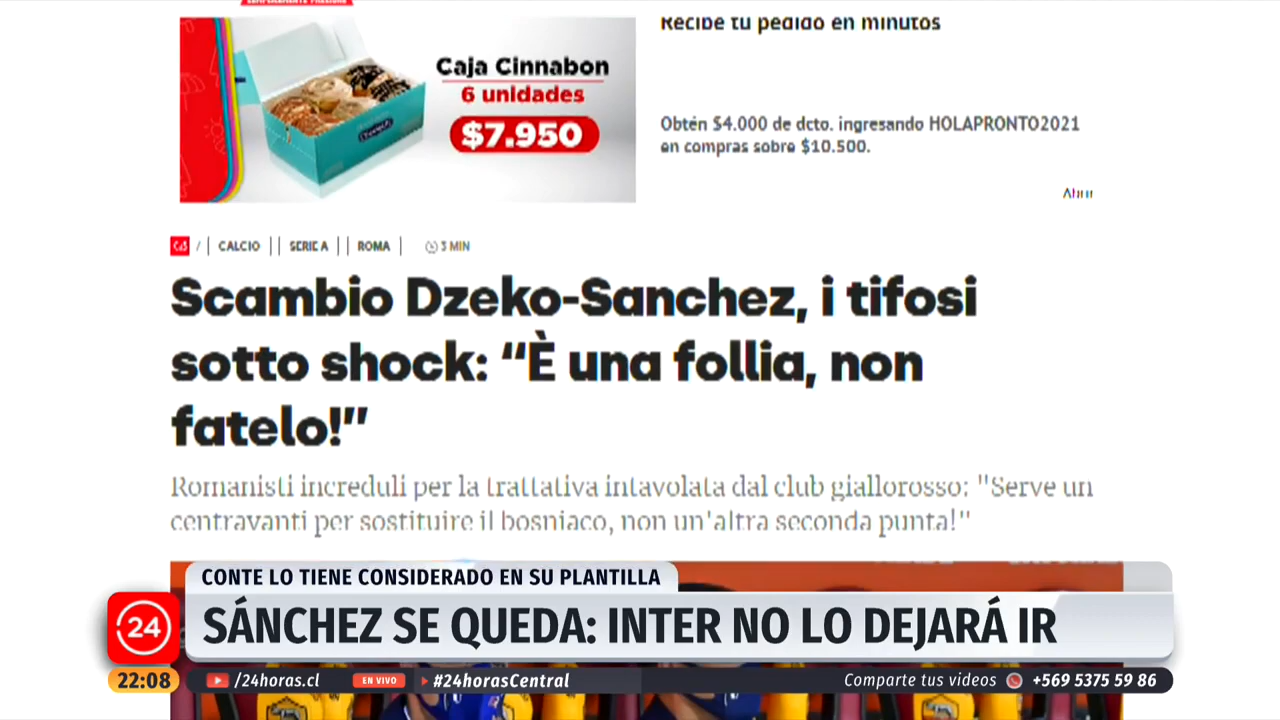 Recibe tu pedido en minutos
Caja Cinnabon
6 unidades
$7.950
Obtén $4.000 de dcto. ingresando HOLAPRONTO2021
en compras sobre $10.500.
Abrir
/ | CALCIO | | SERIE A | | ROMA | 3 MIN
Scambio Dzeko-Sanchez, i tifosi
sotto shock: “È una follia, non
fatelo!”
Romanisti increduli per la trattativa intavolata dal club giallorosso: "Serve un
centravanti per sostituire il bosniaco, non un'altra seconda punta!"
CONTE LO TIENE CONSIDERADO EN SU PLANTILLA
24
SÁNCHEZ SE QUEDA: INTER NO LO DEJARÁ IR
22:08 /24horas.cl EN VIVO #24horasCentral Comparte tus videos +569 5375 59 86